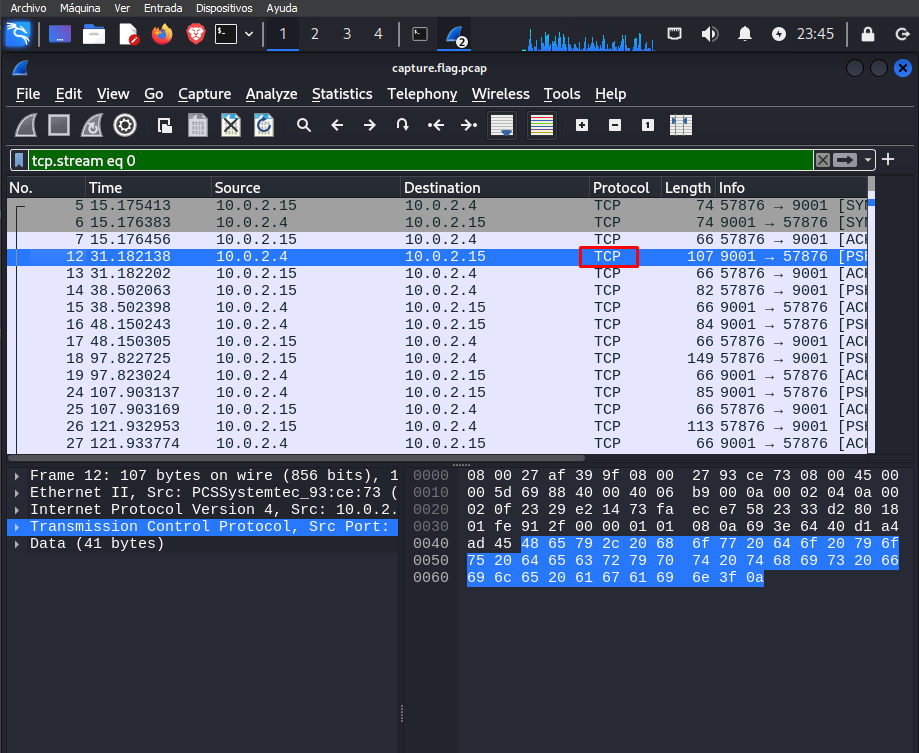 Archivo Máquina Ver Entrada Dispositivos Ayuda
1 2 3 4 2 23:45
capture.flag.pcap
File Edit View Go Capture Analyze Statistics Telephony Wireless Tools Help
tcp.stream eq 0
No. Time Source Destination Protocol Length Info
5 15.175413 10.0.2.15 10.0.2.4 TCP 74 57876 → 9001 [SYN
6 15.176383 10.0.2.4 10.0.2.15 TCP 74 9001 → 57876 [SYN
7 15.176456 10.0.2.15 10.0.2.4 TCP 66 57876 → 9001 [ACK
12 31.182138 10.0.2.4 10.0.2.15 TCP 107 9001 → 57876 [PSH
13 31.182202 10.0.2.15 10.0.2.4 TCP 66 57876 → 9001 [ACK
14 38.502063 10.0.2.15 10.0.2.4 TCP 82 57876 → 9001 [PSH
15 38.502398 10.0.2.4 10.0.2.15 TCP 66 9001 → 57876 [ACK
16 48.150243 10.0.2.4 10.0.2.15 TCP 84 9001 → 57876 [PSH
17 48.150305 10.0.2.15 10.0.2.4 TCP 66 57876 → 9001 [ACK
18 97.822725 10.0.2.15 10.0.2.4 TCP 149 57876 → 9001 [PSH
19 97.823024 10.0.2.4 10.0.2.15 TCP 66 9001 → 57876 [ACK
24 107.903137 10.0.2.4 10.0.2.15 TCP 85 9001 → 57876 [PSH
25 107.903169 10.0.2.15 10.0.2.4 TCP 66 57876 → 9001 [ACK
26 121.932953 10.0.2.15 10.0.2.4 TCP 113 57876 → 9001 [PSH
27 121.933774 10.0.2.4 10.0.2.15 TCP 66 9001 → 57876 [ACK
Frame 12: 107 bytes on wire (856 bits), 1
Ethernet II, Src: PCSSystemtec_93:ce:73 (
Internet Protocol Version 4, Src: 10.0.2.
Transmission Control Protocol, Src Port:
Data (41 bytes)
0000 08 00 27 af 39 9f 08 00 27 93 ce 73 08 00 45 00
0010 00 5d 69 88 40 00 40 06 b9 00 0a 00 02 04 0a 00
0020 02 0f 23 29 e2 14 73 fa ec e7 58 23 33 d2 80 18
0030 01 fe 91 2f 00 00 01 01 08 0a 69 3e 64 40 d1 a4
0040 ad 45 48 65 79 2c 20 68 6f 77 20 64 6f 20 79 6f
0050 75 20 64 65 63 72 79 70 74 20 74 68 69 73 20 66
0060 69 6c 65 20 61 67 61 69 6e 3f 0a